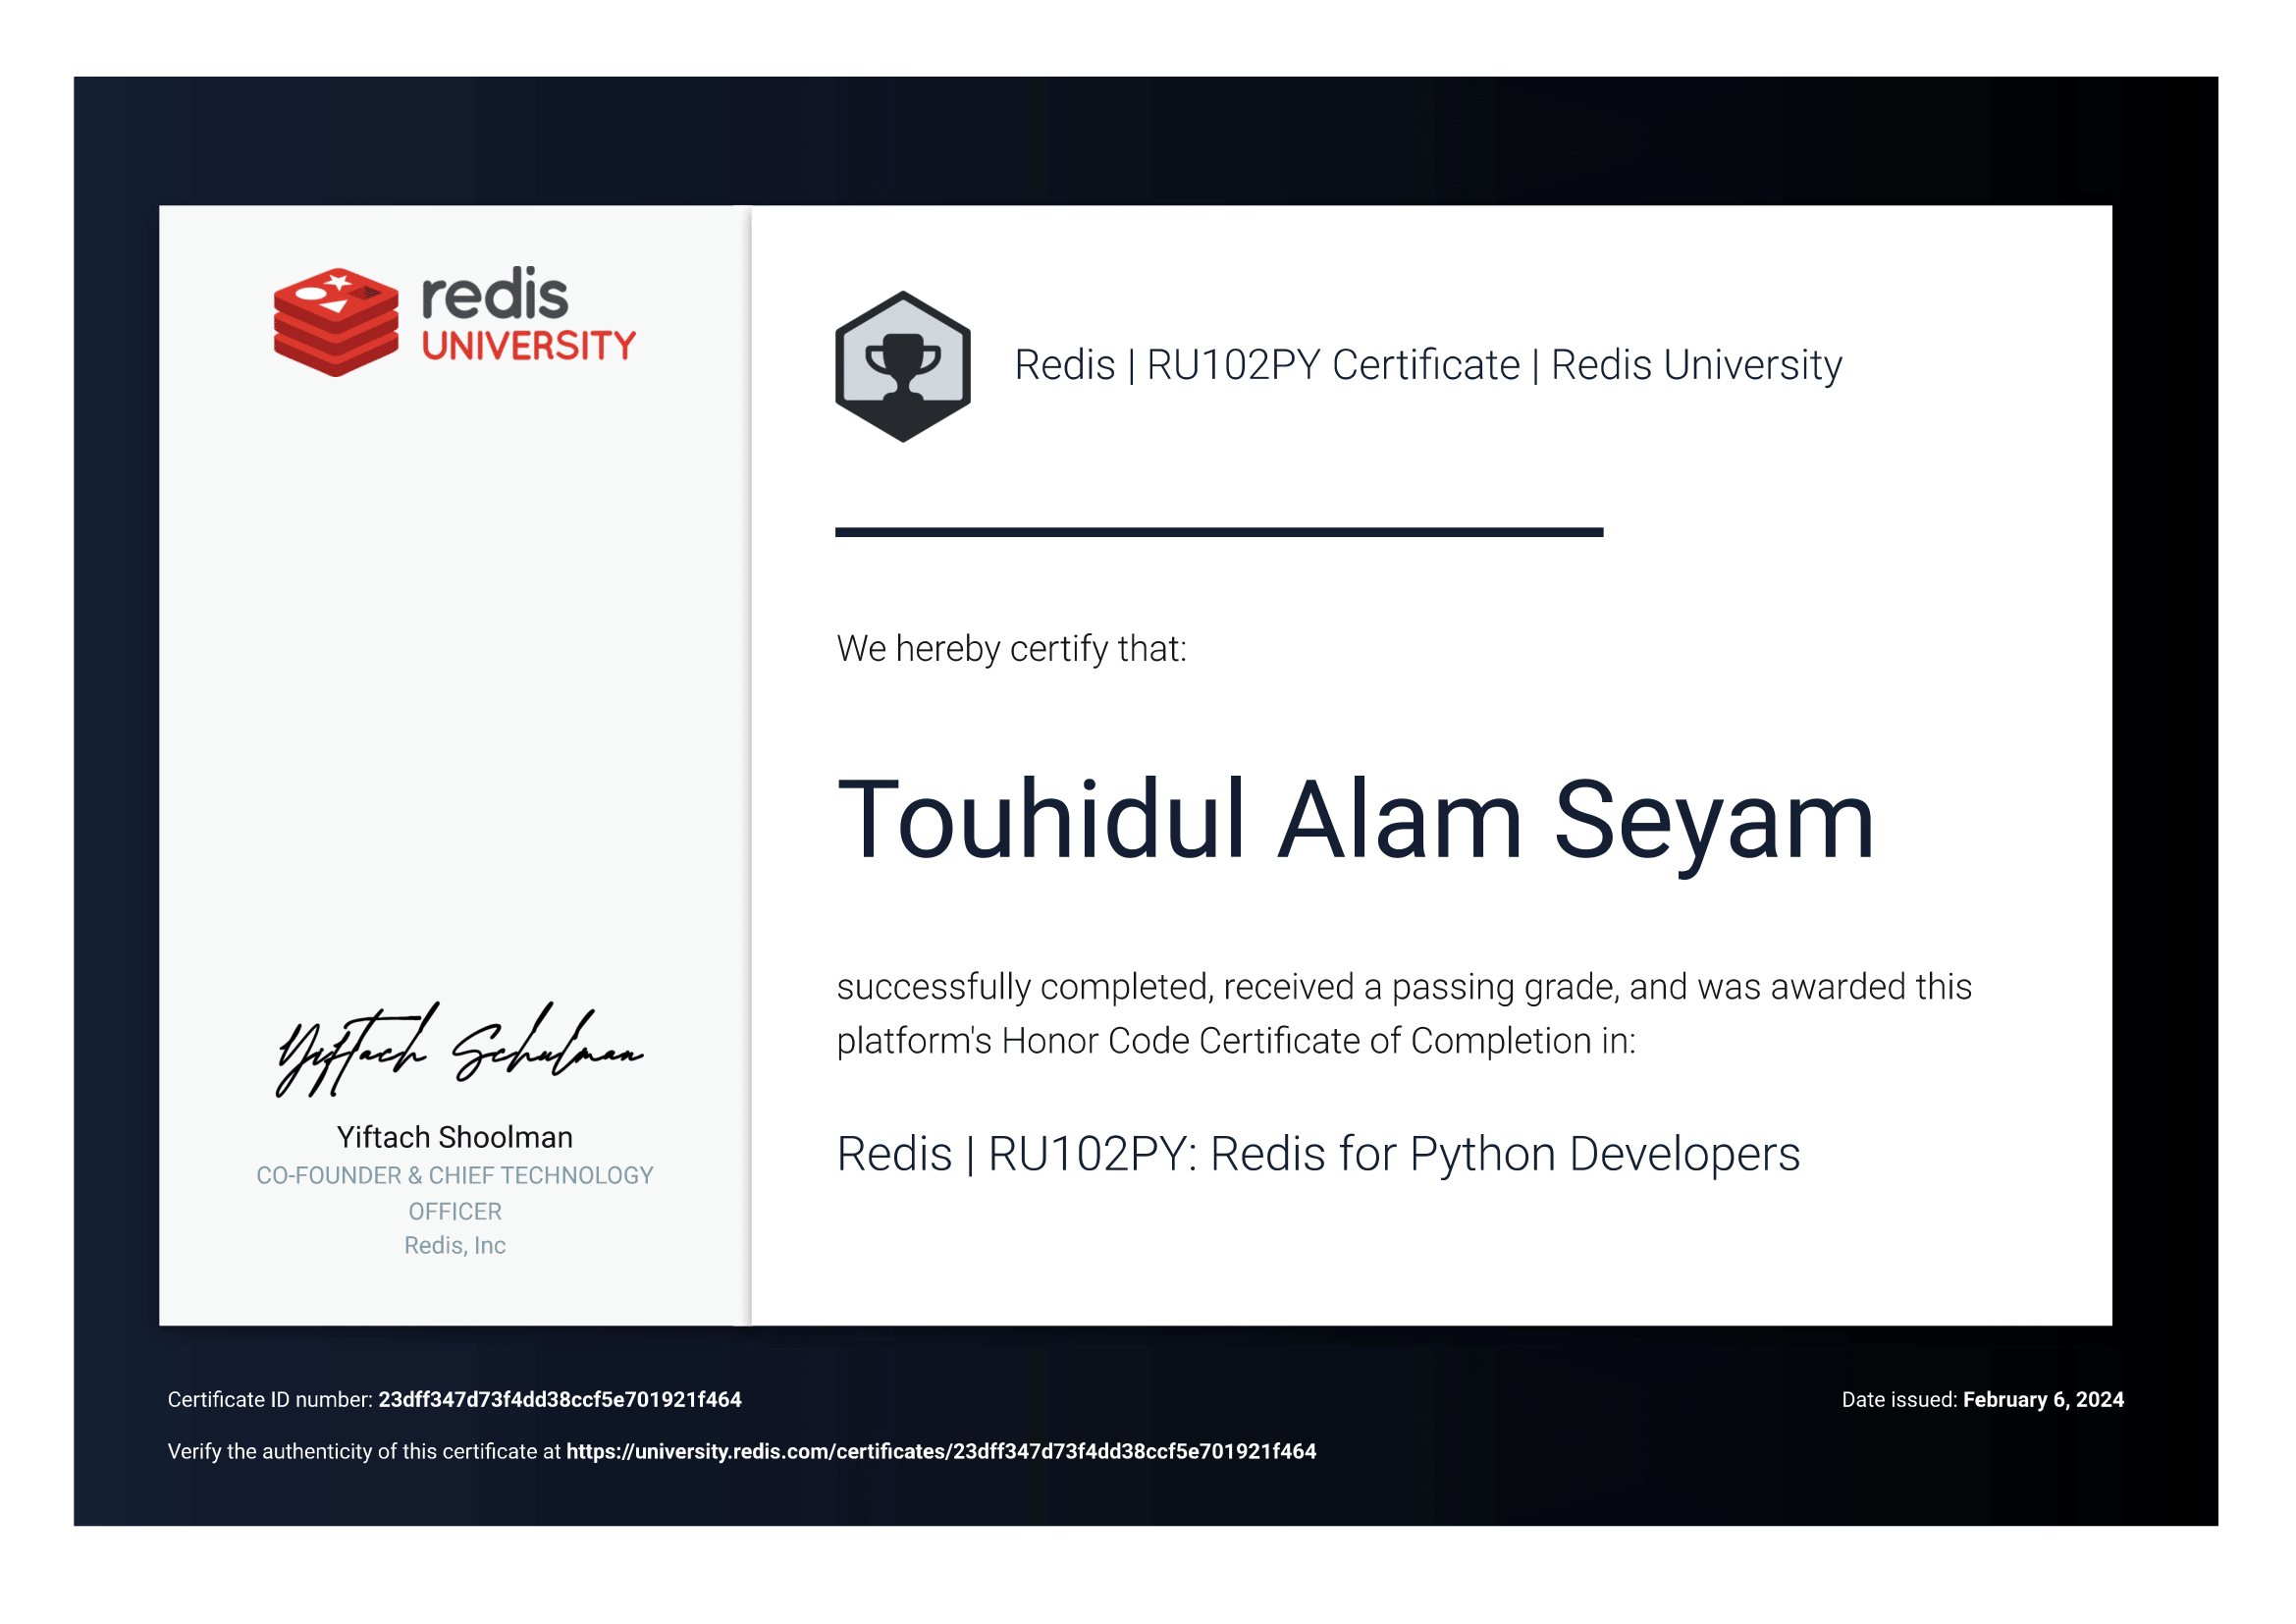 redis
UNIVERSITY
Redis | RU102PY Certificate | Redis University
We hereby certify that:
Touhidul Alam Seyam
successfully completed, received a passing grade, and was awarded this
platform's Honor Code Certificate of Completion in:
Redis | RU102PY: Redis for Python Developers
Yiftach Schulman
Yiftach Shoolman
CO-FOUNDER & CHIEF TECHNOLOGY
OFFICER
Redis, Inc
Certificate ID number: 23dff347d73f4dd38ccf5e701921f464
Date issued: February 6, 2024
Verify the authenticity of this certificate at https://university.redis.com/certificates/23dff347d73f4dd38ccf5e701921f464